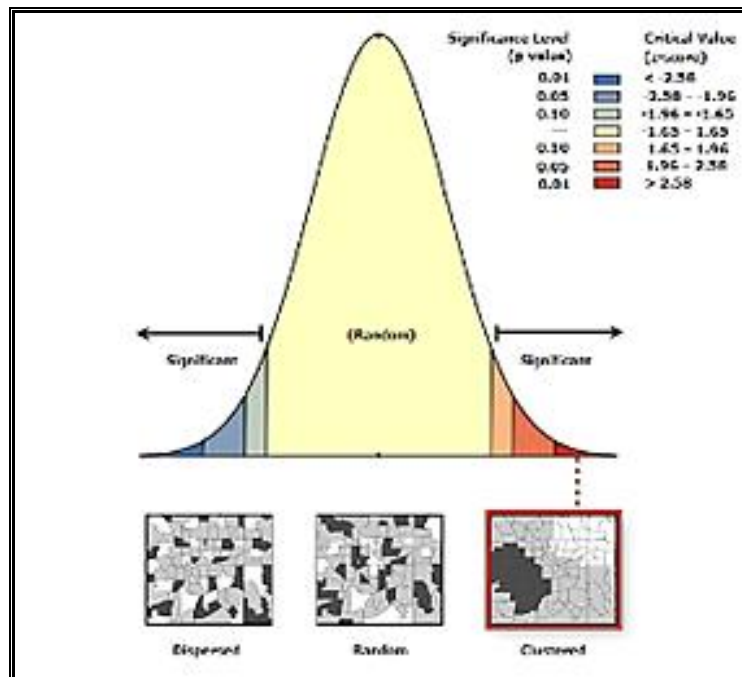 Significance Level
(p value)
Critical Value
(z-score)
0.01 < -2.58
0.05 -2.58 - -1.96
0.10 -1.96 - -1.65
— -1.65 - 1.65
0.10 1.65 - 1.96
0.05 1.96 - 2.58
0.01 > 2.58
(Random)
Significant
Significant
Dispersed
Random
Clustered